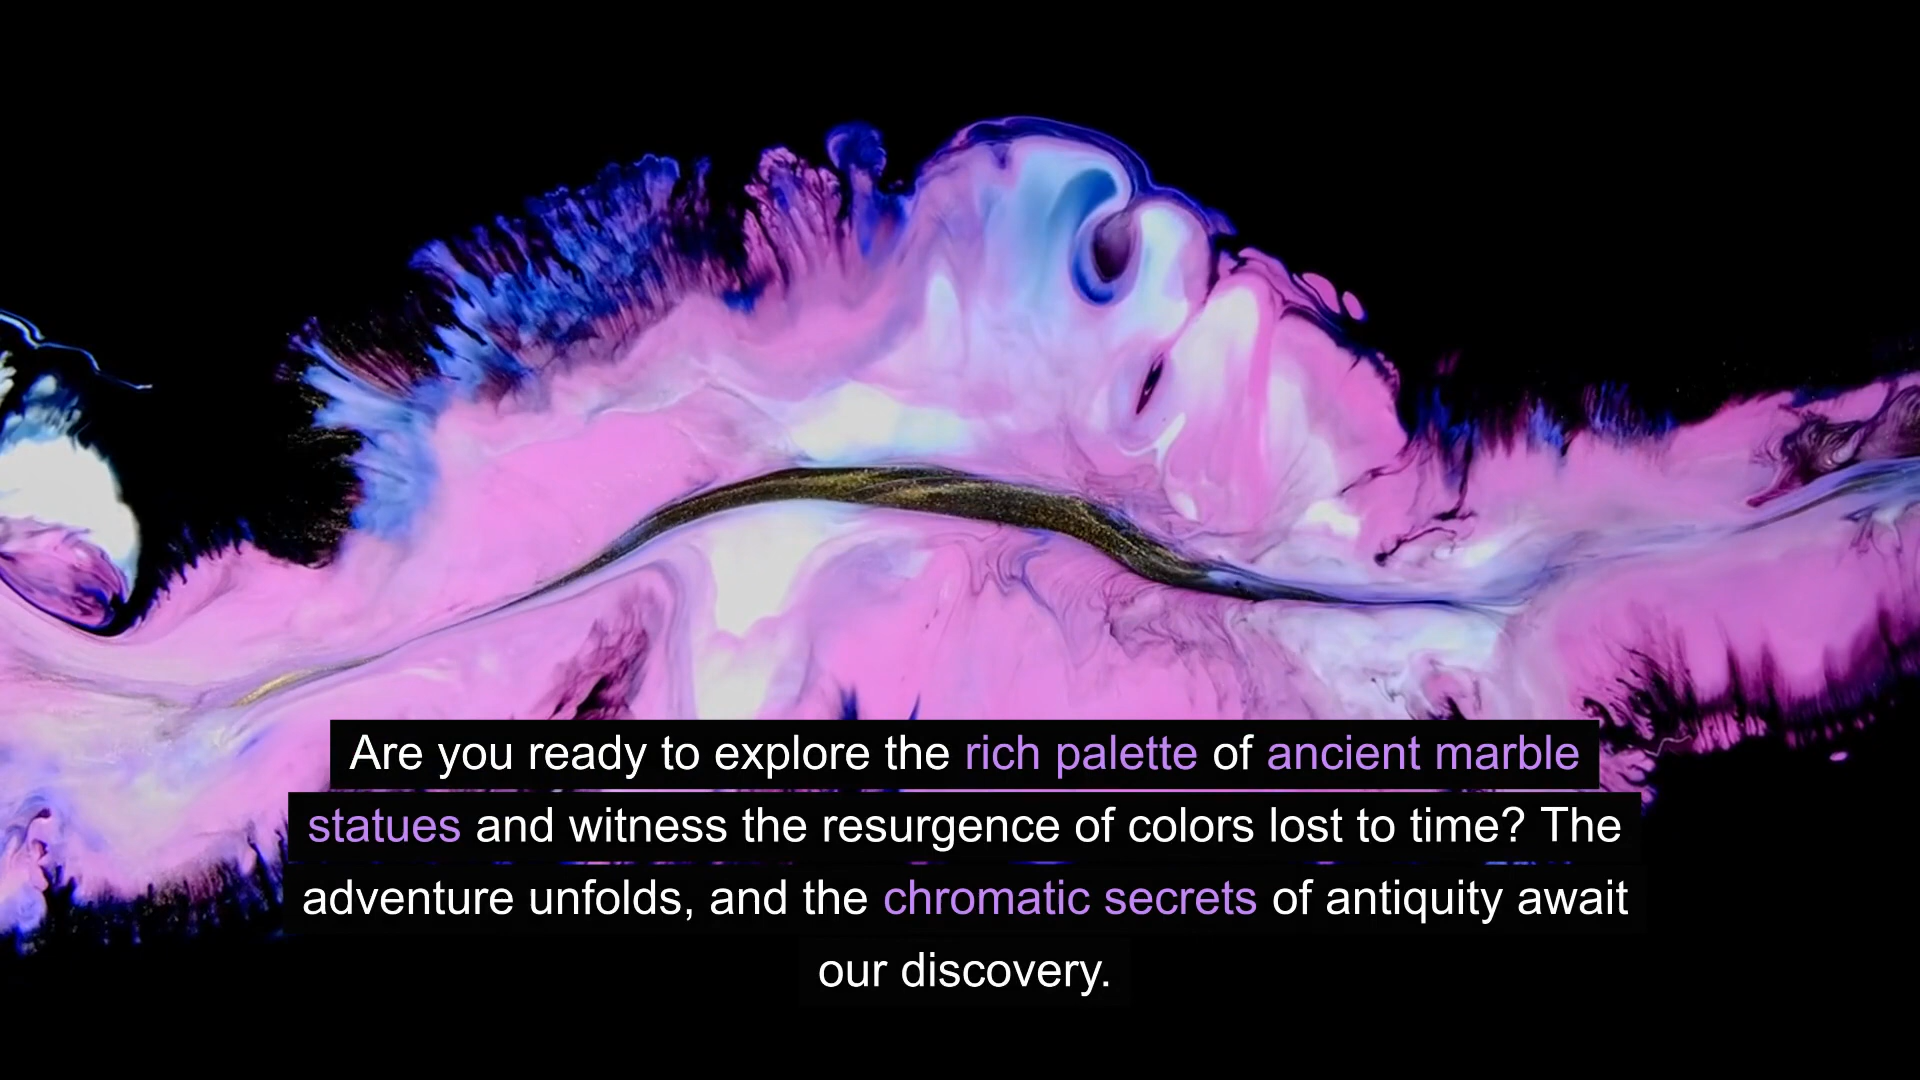 Are you ready to explore the rich palette of ancient marble
statues and witness the resurgence of colors lost to time? The
adventure unfolds, and the chromatic secrets of antiquity await
our discovery.